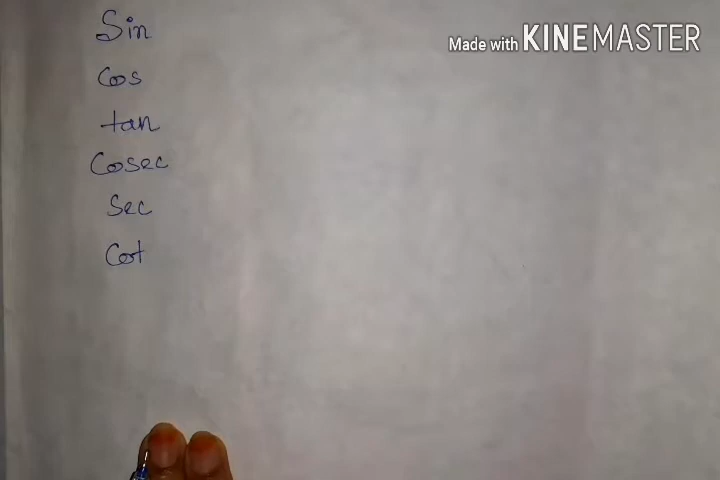 Sin
Made with KINEMASTER
Cos
tan
Cosec
Sec
Cot